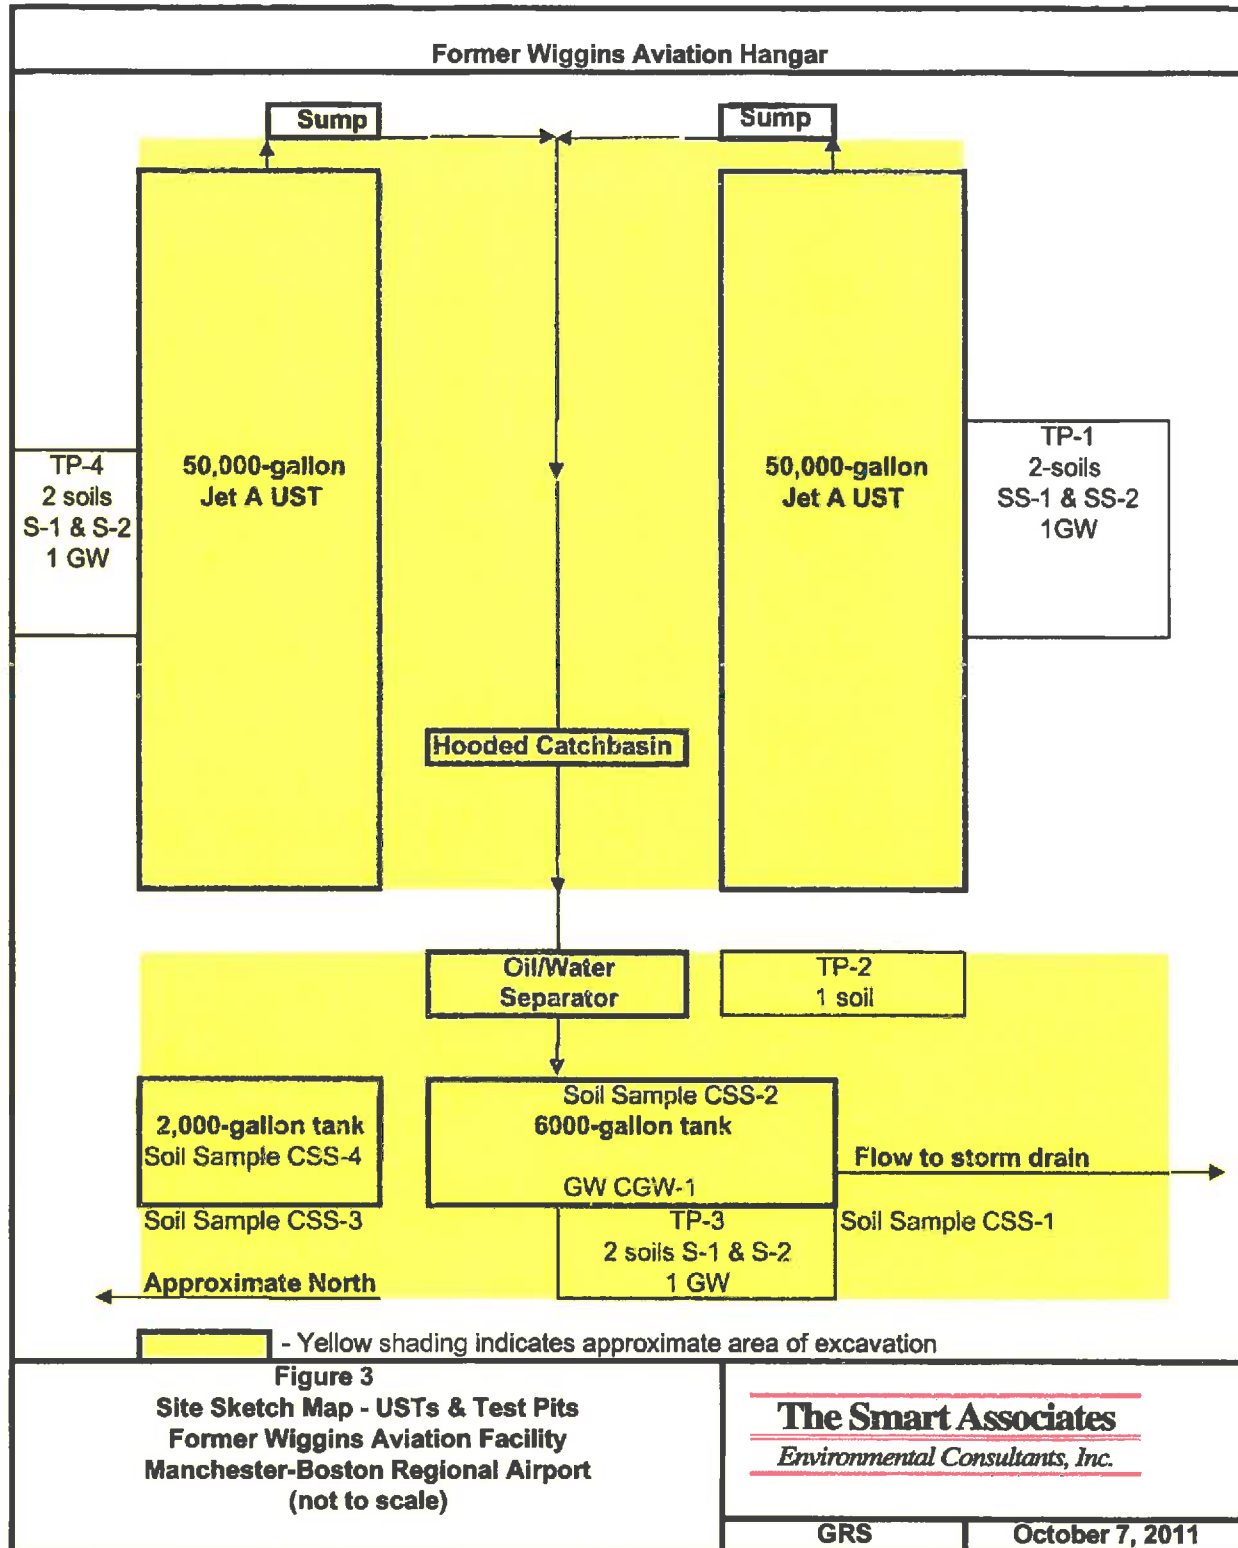 Former Wiggins Aviation Hangar
Sump
Sump
TP-4
2 soils
S-1 & S-2
1 GW
50,000-gallon
Jet A UST
50,000-gallon
Jet A UST
TP-1
2-soils
SS-1 & SS-2
1GW
Hooded Catchbasin
Oil/Water
Separator
TP-2
1 soil
2,000-gallon tank
Soil Sample CSS-4
Soil Sample CSS-2
6000-gallon tank
GW CGW-1
Flow to storm drain
Soil Sample CSS-3
TP-3
2 soils S-1 & S-2
1 GW
Soil Sample CSS-1
Approximate North
- Yellow shading indicates approximate area of excavation
Figure 3
Site Sketch Map - USTs & Test Pits
Former Wiggins Aviation Facility
Manchester-Boston Regional Airport
(not to scale)
The Smart Associates
Environmental Consultants, Inc.
GRS
October 7, 2011